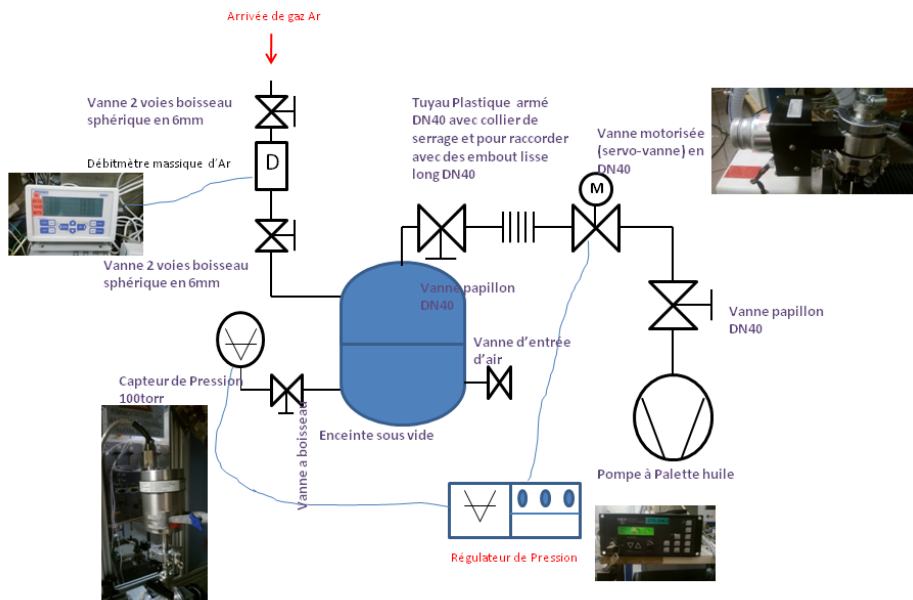 Arrivée de gaz Ar
Vanne 2 voies boisseau
sphérique en 6mm
Débitmètre massique d'Ar
D
Vanne 2 voies boisseau
sphérique en 6mm
Tuyau Plastique armé
DN40 avec collier de
serrage et pour raccorder
avec des embout lisse
long DN40
Vanne motorisée
(servo-vanne) en
DN40
M
Vanne papillon
DN40
Vanne papillon
DN40
Vanne d'entrée
d'air
Capteur de Pression
100torr
Vanne a boisseau
Enceinte sous vide
Pompe à Palette huile
Régulateur de Pression